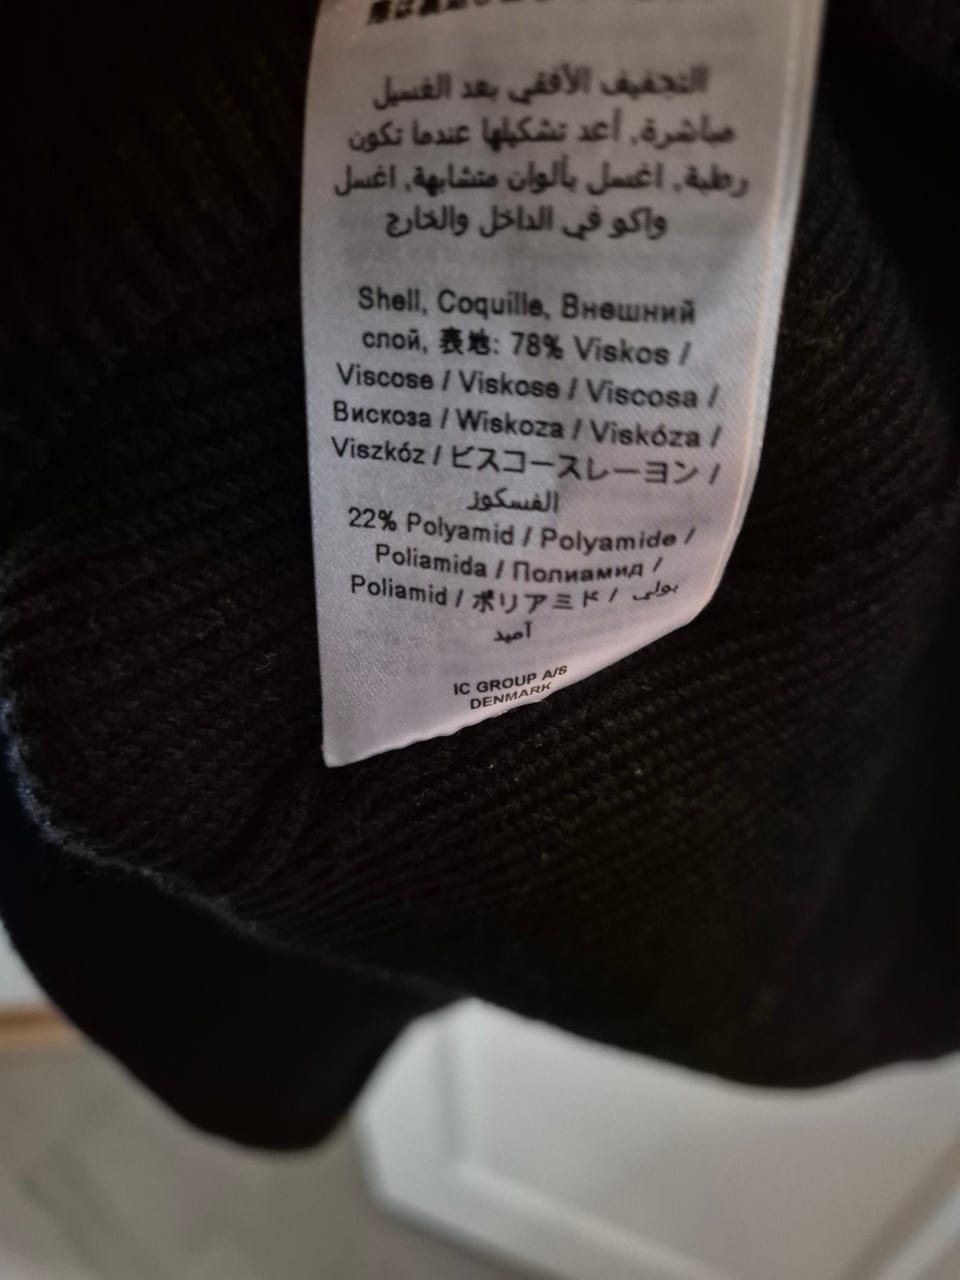 التجفيف الأفقي بعد الغسيل
مباشرة, أعد تشكيلها عندما تكون
رطبة, اغسل بألوان متشابهة, اغسل
واكو في الداخل والخارج
Shell, Coquille, Внешний
слой, 表地: 78% Viskos /
Viscose / Viskose / Viscosa /
Вискоза / Wiskoza / Viskóza /
Viszkóz / ビスコースレーヨン /
الفسكوز
22% Polyamid / Polyamide /
Poliamida / Полиамид /
Poliamid / ポリアミド / بولي
آميد
IC GROUP A/S
DENMARK